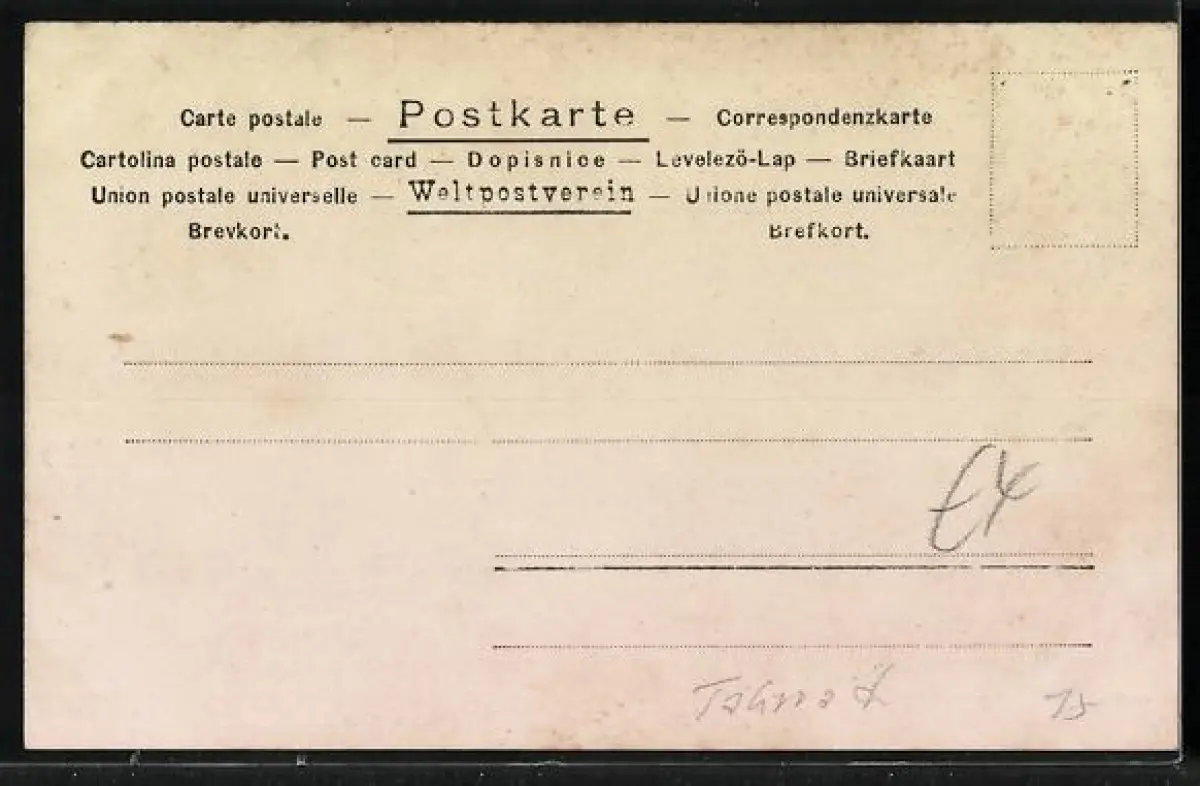 Carte postale — Postkarte — Correspondenzkarte
Cartolina postale — Post card — Dopisnice — Levelezö-Lap — Briefkaart
Union postale universelle — Weltpostverein — Unione postale universale
Brevkort. Brefkort.
15